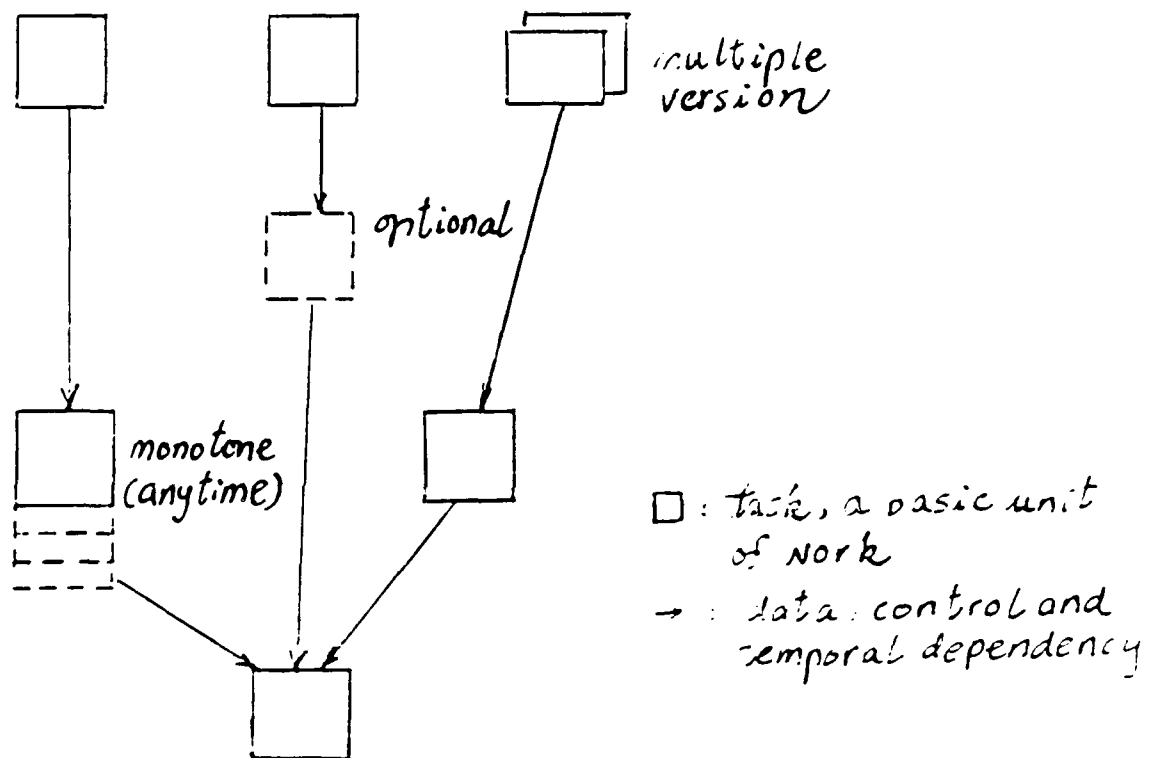 multiple
version
optional
monotone
(anytime)
□ : task, a basic unit
of work
→ : data, control and
temporal dependency